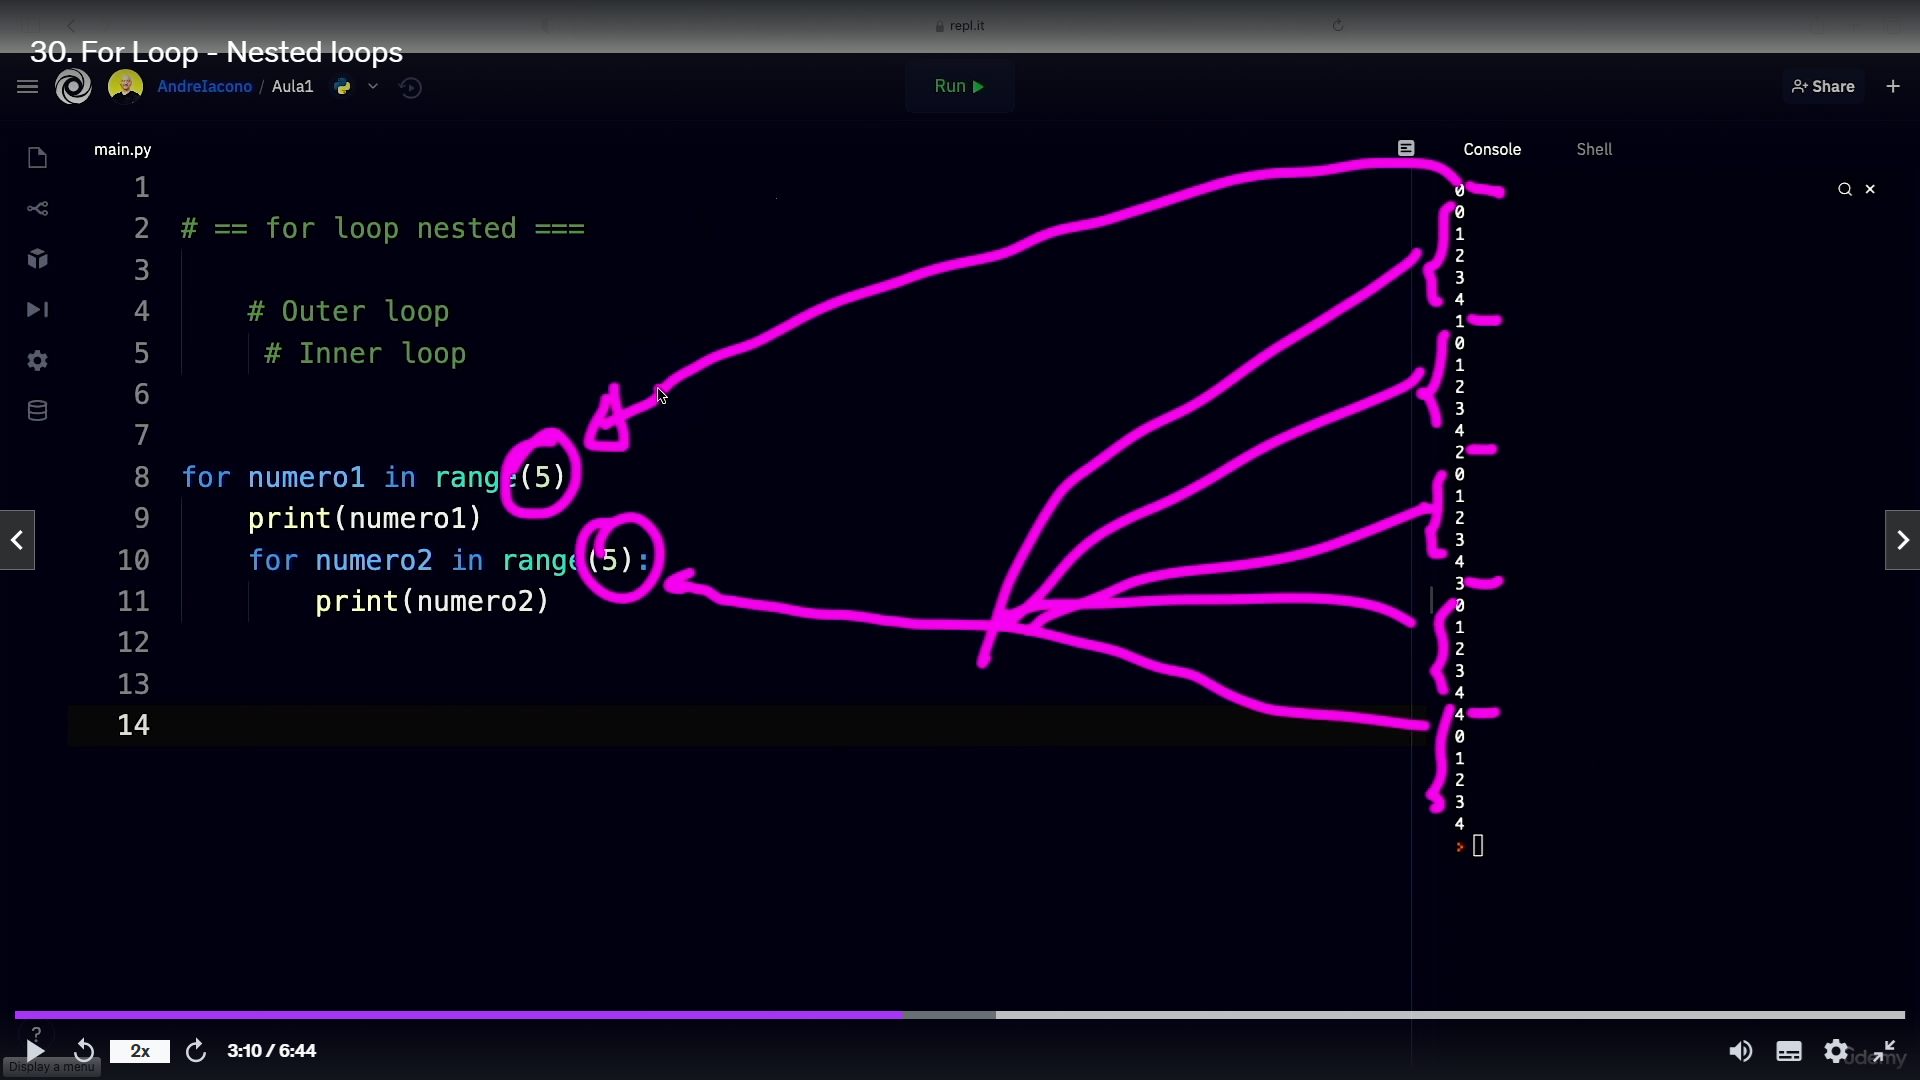 repl.it
30. For Loop - Nested loops
AndreIacono / Aula1
Run
Share
main.py
Console
Shell
1
2 # == for loop nested ===
3
4 # Outer loop
5 # Inner loop
6
7
8 for numero1 in range(5)
9 print(numero1)
10 for numero2 in range(5):
11 print(numero2)
12
13
14
0
0
1
2
3
4
1
0
1
2
3
4
2
0
1
2
3
4
3
0
1
2
3
4
4
0
1
2
3
4
?
2x
3:10 / 6:44
Display a menu
udemy